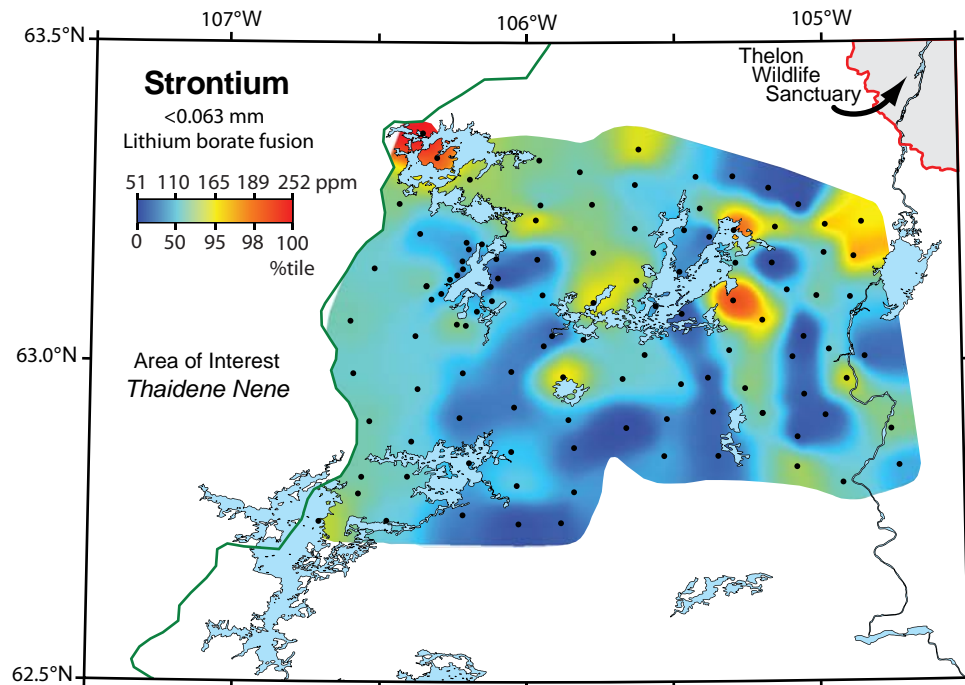 107°W 106°W 105°W
63.5°N
Strontium
<0.063 mm
Lithium borate fusion
51 110 165 189 252 ppm
0 50 95 98 100
%tile
Thelon
Wildlife
Sanctuary
63.0°N
Area of Interest
Thaidene Nene
62.5°N